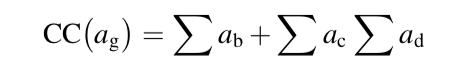 CC(a_g) = ∑ a_b + ∑ a_c ∑ a_d